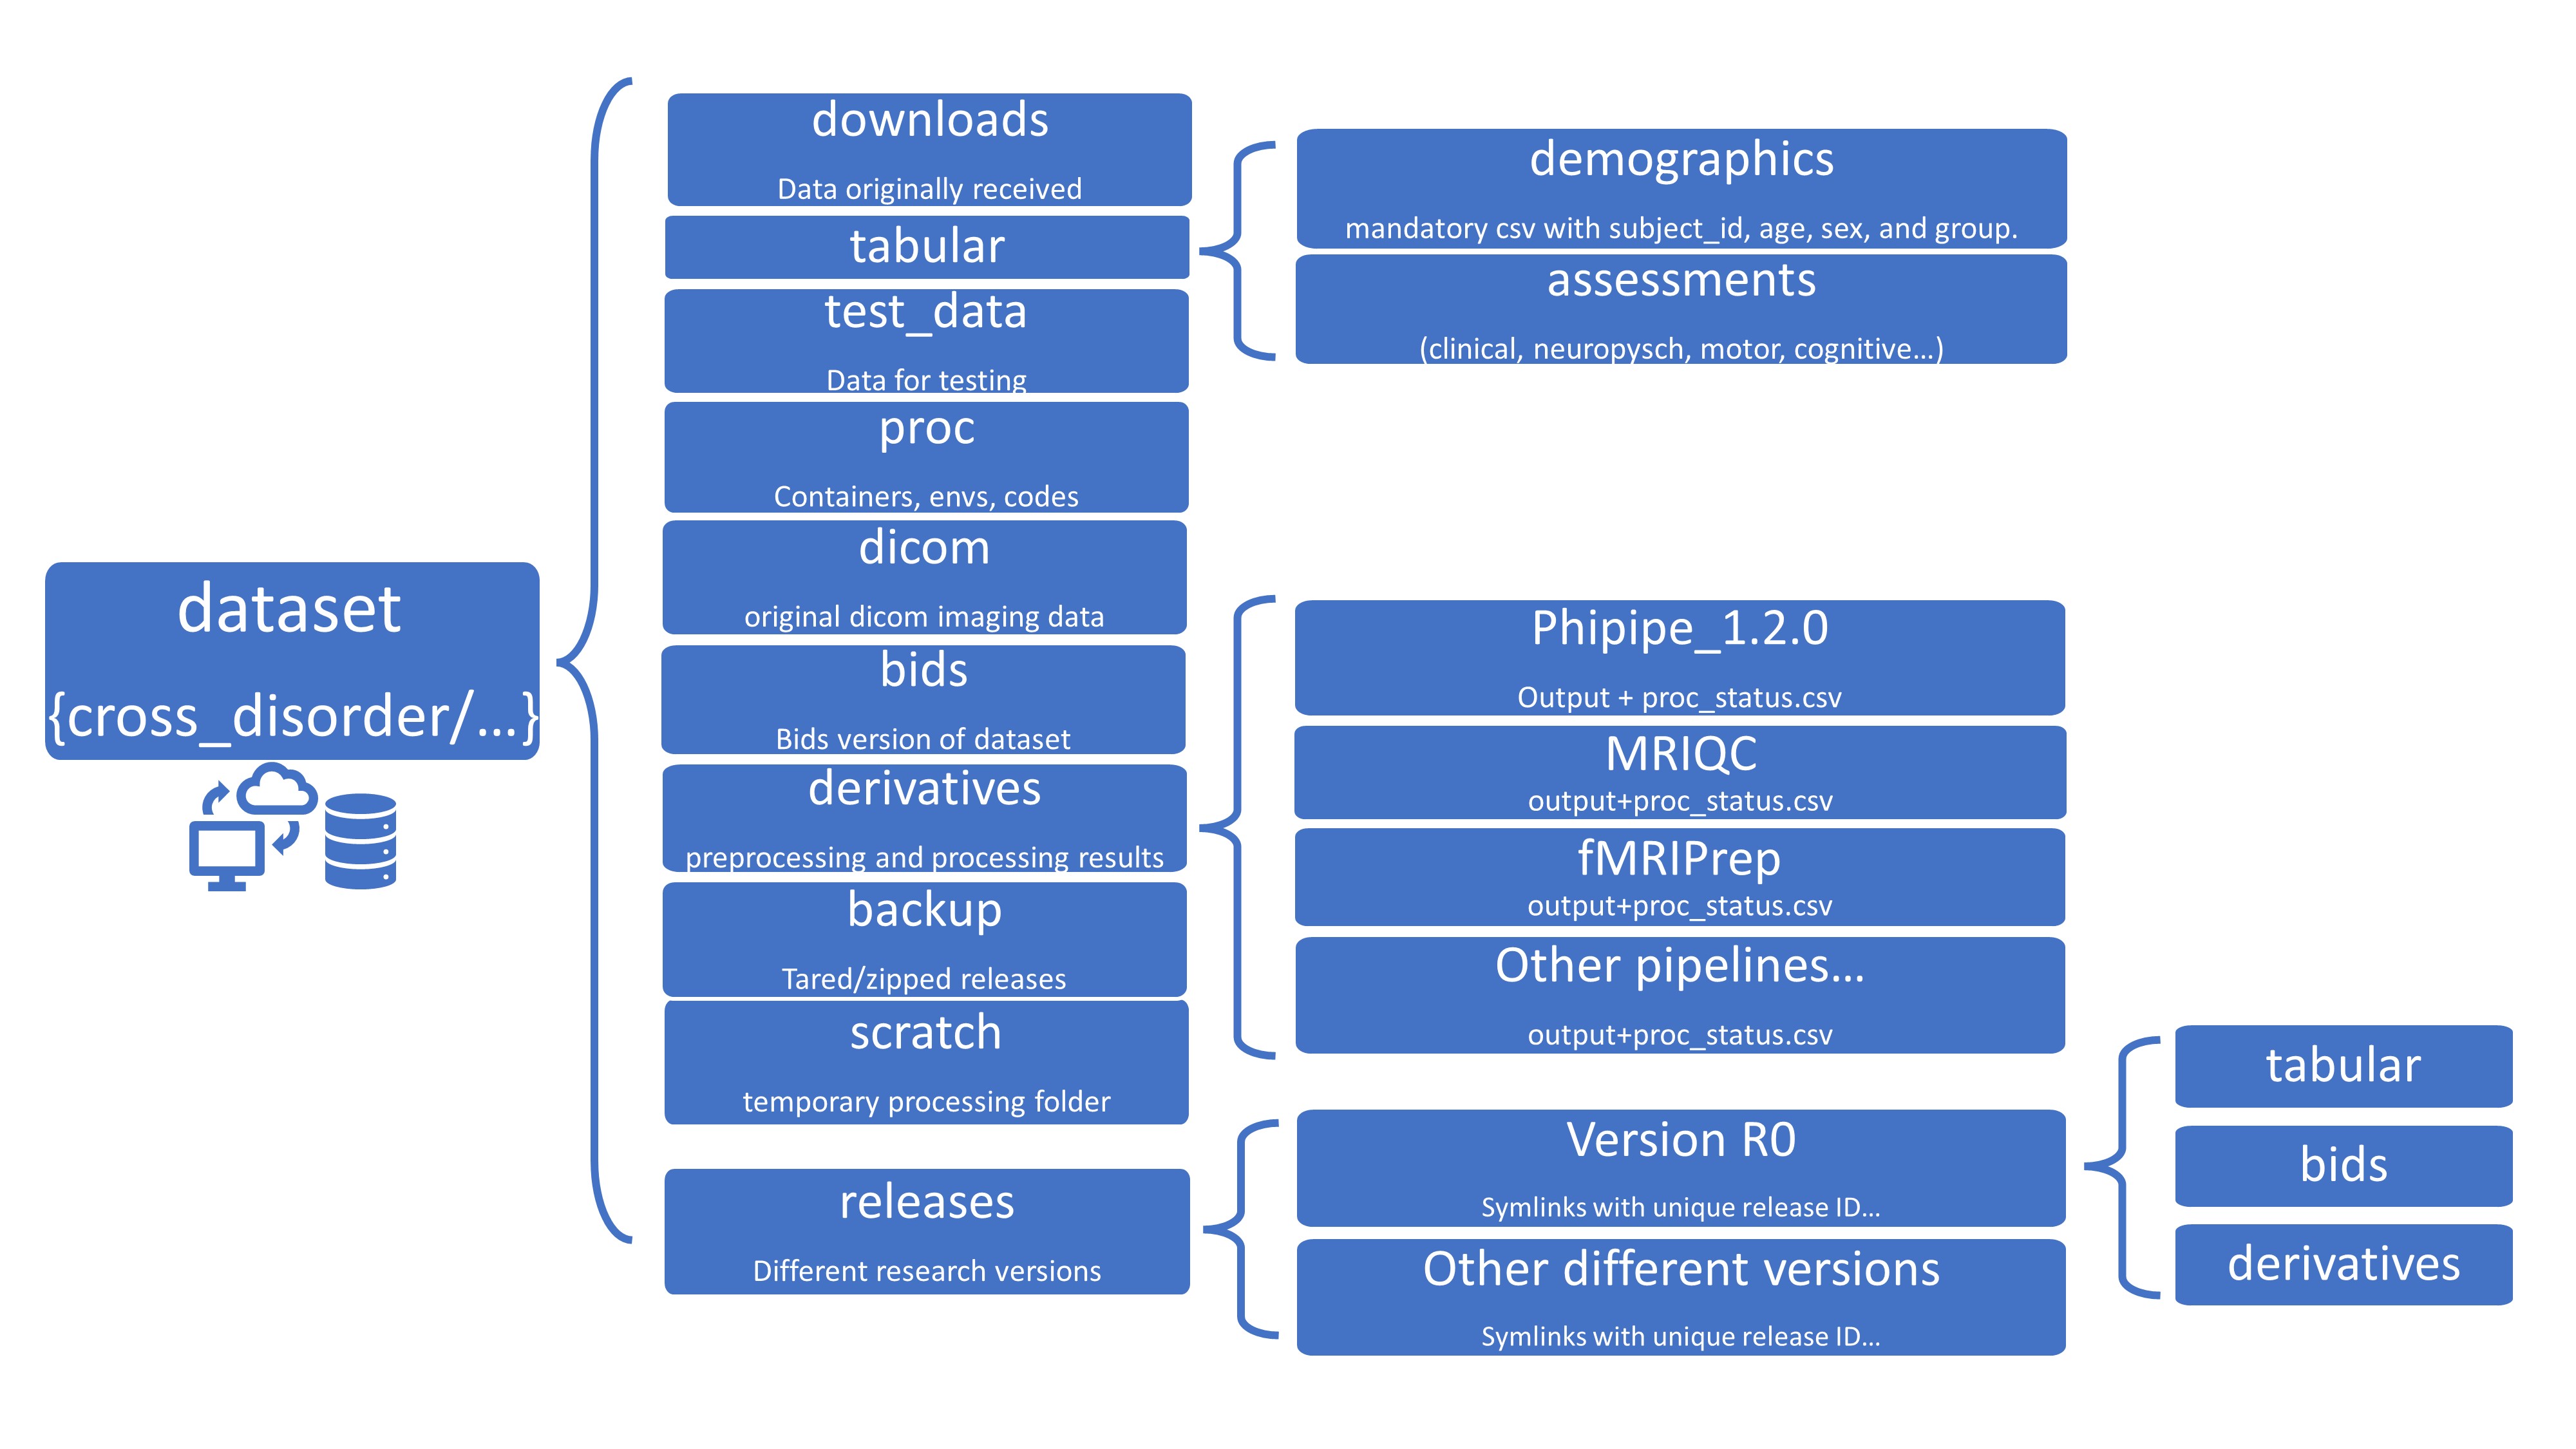 dataset
{cross_disorder/...}
downloads
Data originally received
tabular
test_data
Data for testing
proc
Containers, envs, codes
dicom
original dicom imaging data
bids
Bids version of dataset
derivatives
preprocessing and processing results
backup
Tared/zipped releases
scratch
temporary processing folder
releases
Different research versions
demographics
mandatory csv with subject_id, age, sex, and group.
assessments
(clinical, neuropysch, motor, cognitive...)
Phipipe_1.2.0
Output + proc_status.csv
MRIQC
output+proc_status.csv
fMRIPrep
output+proc_status.csv
Other pipelines...
output+proc_status.csv
Version R0
Symlinks with unique release ID...
Other different versions
Symlinks with unique release ID...
tabular
bids
derivatives